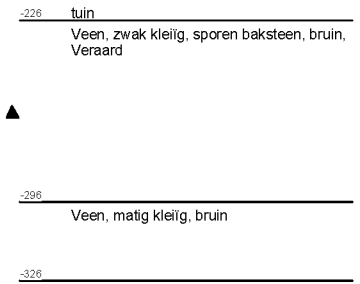 -226 tuin
Veen, zwak kleiïg, sporen baksteen, bruin,
Veraard
-296
Veen, matig kleiïg, bruin
-326